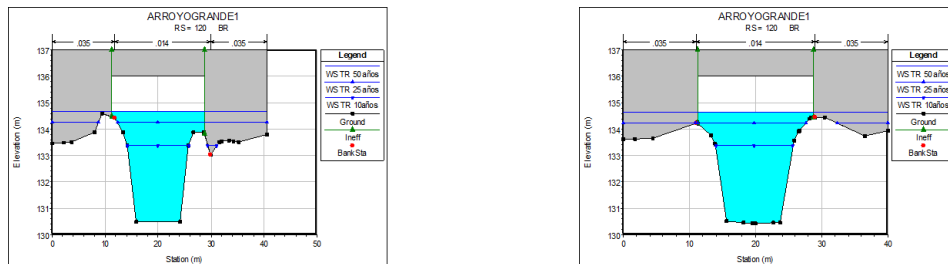 ARROYOGRANDE1
RS = 120 BR
.035 .014 .035
Legend
WS TR 50 años
WS TR 25 años
WS TR 10años
Ground
Ineff
BankSta
Elevation (m)
137
136
135
134
133
132
131
130
0 10 20 30 40 50
Station (m)
ARROYOGRANDE1
RS = 120 BR
.035 .014 .035
Legend
WS TR 50 años
WS TR 25 años
WS TR 10años
Ground
Ineff
BankSta
Elevation (m)
137
136
135
134
133
132
131
130
0 10 20 30 40
Station (m)